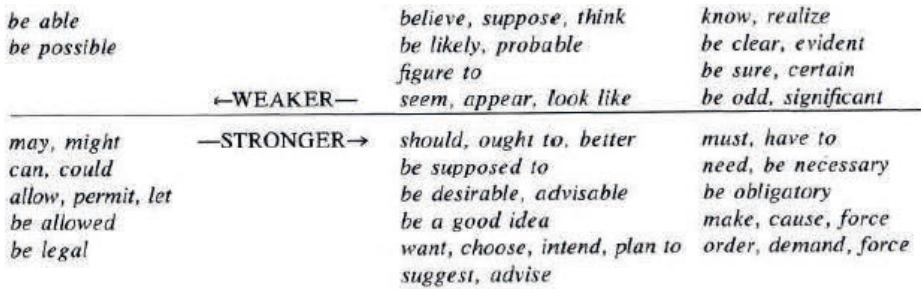 be able believe, suppose, think know, realize
be possible be likely, probable be clear, evident
figure to be sure, certain
←WEAKER— seem, appear, look like be odd, significant
may, might —STRONGER→ should, ought to, better must, have to
can, could be supposed to need, be necessary
allow, permit, let be desirable, advisable be obligatory
be allowed be a good idea make, cause, force
be legal want, choose, intend, plan to order, demand, force
suggest, advise